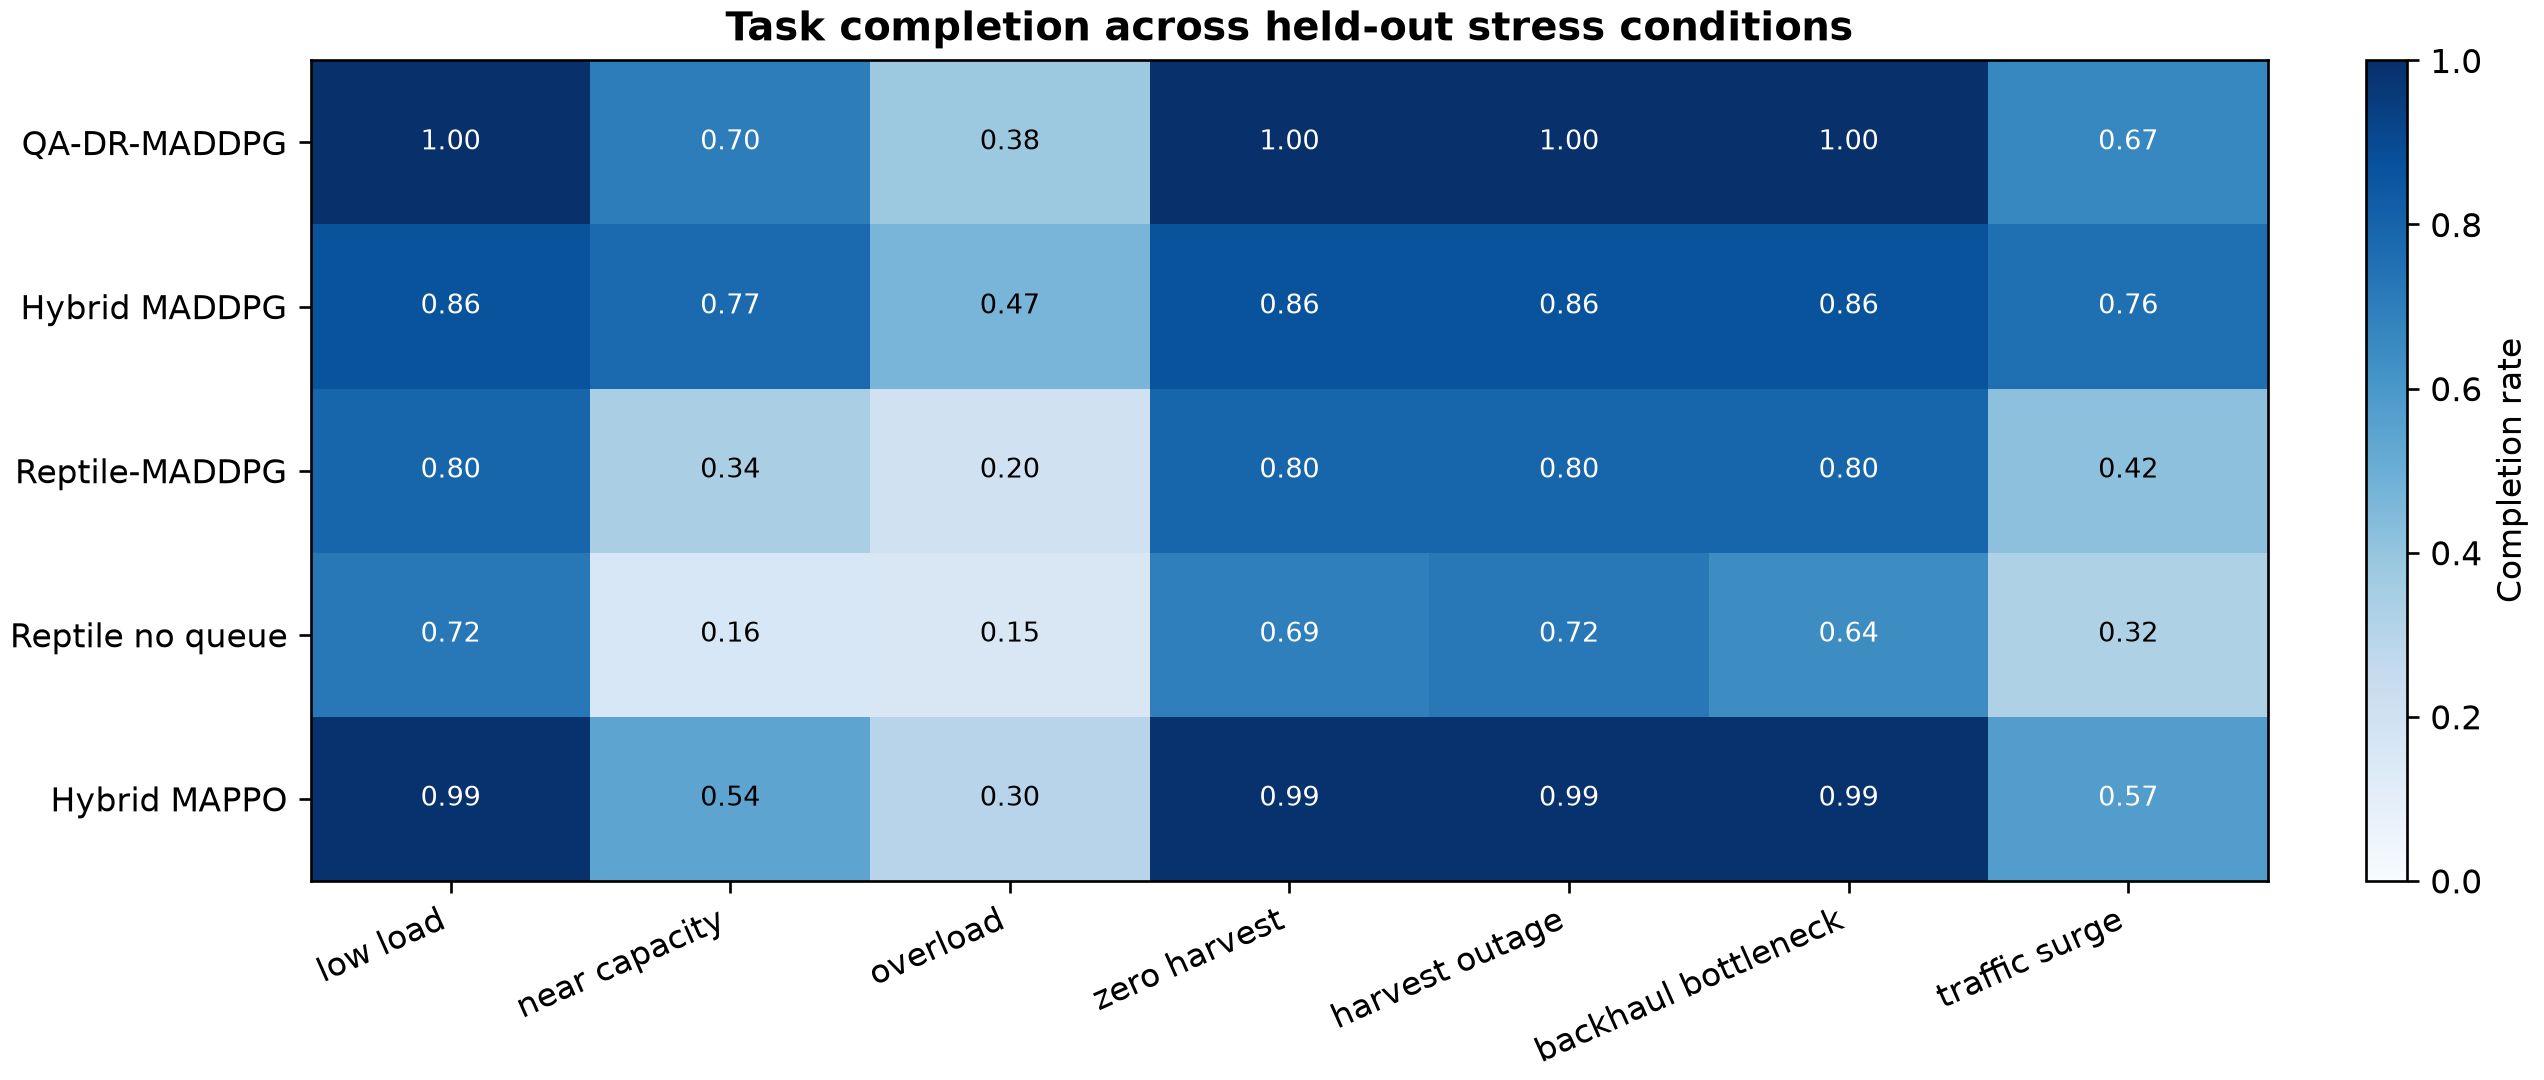 Task completion across held-out stress conditions
QA-DR-MADDPG 1.00 0.70 0.38 1.00 1.00 1.00 0.67
Hybrid MADDPG 0.86 0.77 0.47 0.86 0.86 0.86 0.76
Reptile-MADDPG 0.80 0.34 0.20 0.80 0.80 0.80 0.42
Reptile no queue 0.72 0.16 0.15 0.69 0.72 0.64 0.32
Hybrid MAPPO 0.99 0.54 0.30 0.99 0.99 0.99 0.57
low load near capacity overload zero harvest harvest outage backhaul bottleneck traffic surge
1.0
0.8
0.6
0.4
0.2
0.0
Completion rate